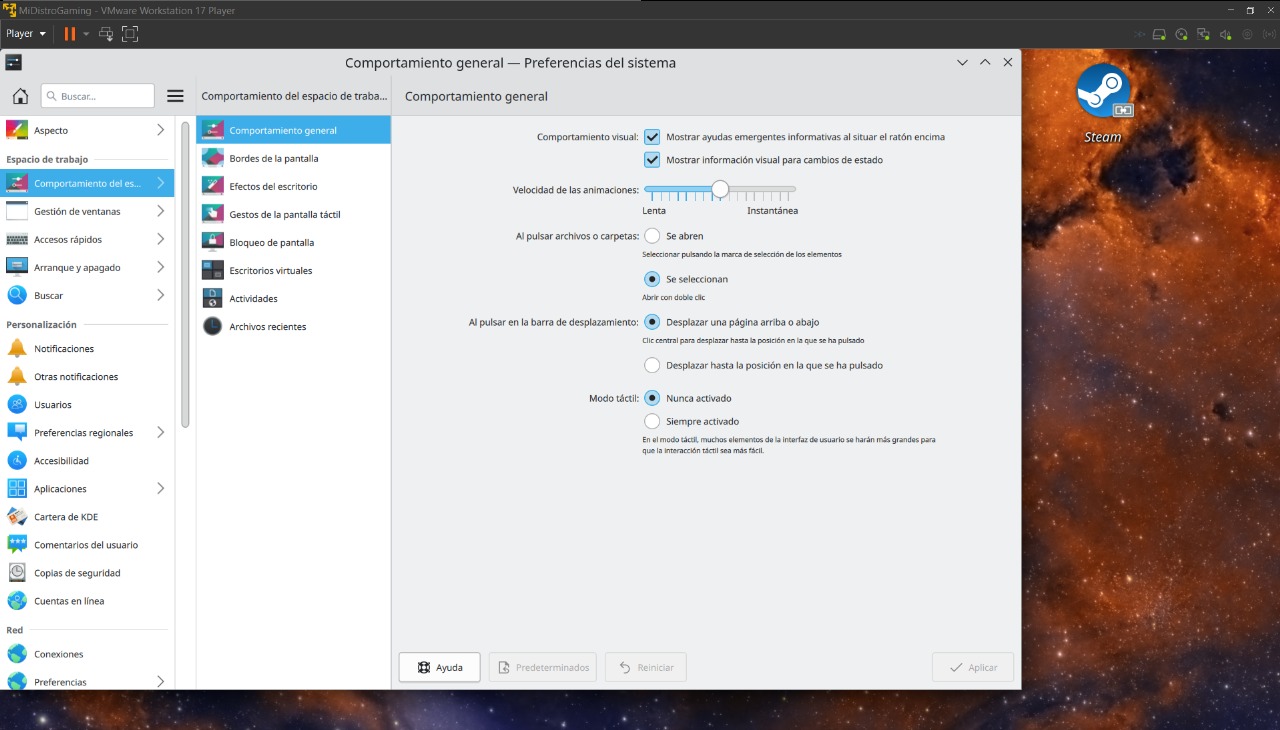 MiDistroGaming - VMware Workstation 17 Player
Player
Comportamiento general — Preferencias del sistema
Buscar...
Comportamiento del espacio de traba...
Comportamiento general
Aspecto
Espacio de trabajo
Comportamiento del es...
Gestión de ventanas
Accesos rápidos
Arranque y apagado
Buscar
Personalización
Notificaciones
Otras notificaciones
Usuarios
Preferencias regionales
Accesibilidad
Aplicaciones
Cartera de KDE
Comentarios del usuario
Copias de seguridad
Cuentas en línea
Red
Conexiones
Preferencias
Comportamiento general
Bordes de la pantalla
Efectos del escritorio
Gestos de la pantalla táctil
Bloqueo de pantalla
Escritorios virtuales
Actividades
Archivos recientes
Comportamiento visual: Mostrar ayudas emergentes informativas al situar el ratón encima
Mostrar información visual para cambios de estado
Velocidad de las animaciones:
Lenta Instantánea
Al pulsar archivos o carpetas: Se abren
Seleccionar pulsando la marca de selección de los elementos
Se seleccionan
Abrir con doble clic
Al pulsar en la barra de desplazamiento: Desplazar una página arriba o abajo
Clic central para desplazar hasta la posición en la que se ha pulsado
Desplazar hasta la posición en la que se ha pulsado
Modo táctil: Nunca activado
Siempre activado
En el modo táctil, muchos elementos de la interfaz de usuario se harán más grandes para
que la interacción táctil sea más fácil.
Ayuda Predeterminados Reiniciar Aplicar
Steam